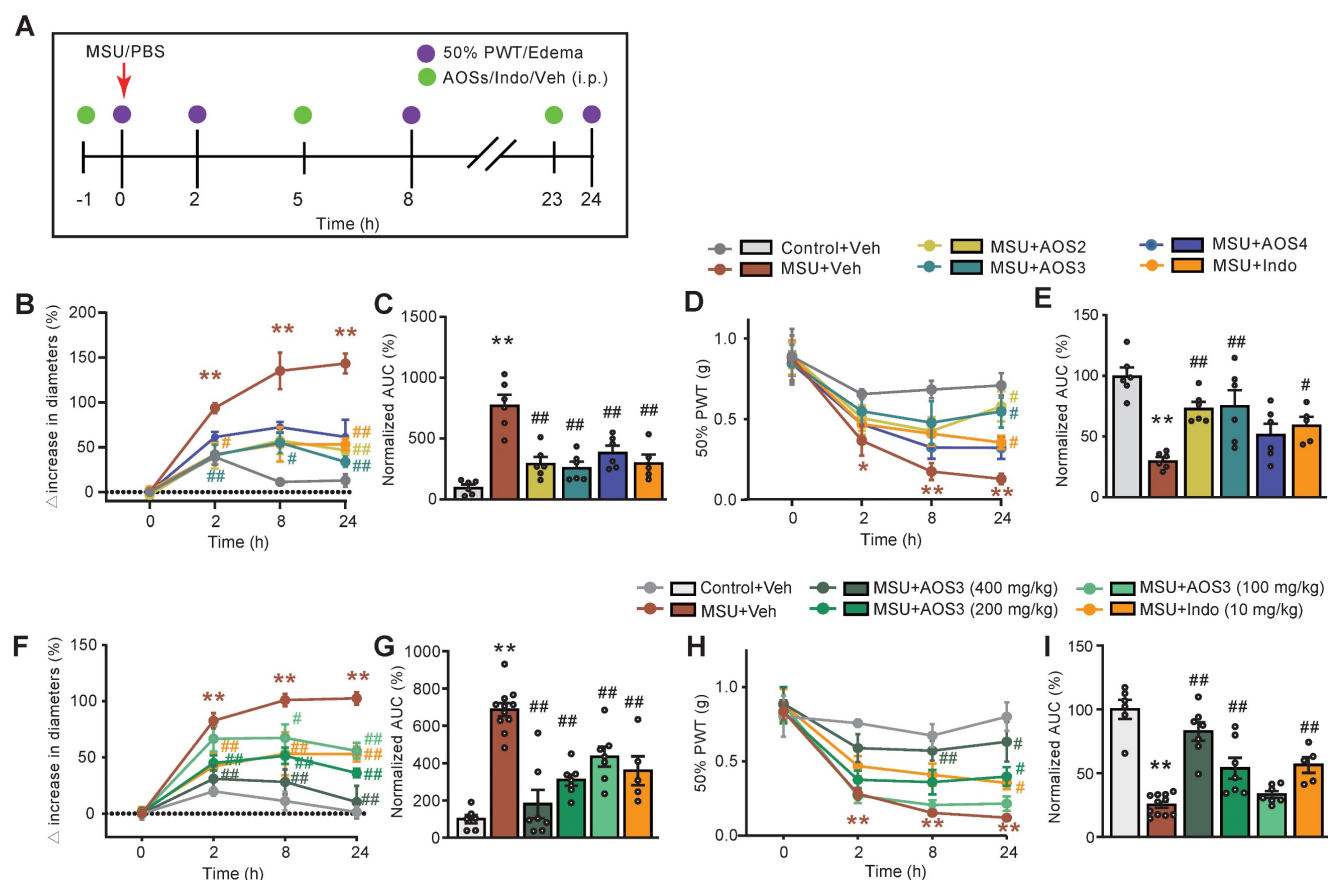 A
MSU/PBS
50% PWT/Edema
AOSs/Indo/Veh (i.p.)
-1 0 2 5 8 23 24
Time (h)
Control+Veh MSU+AOS2 MSU+AOS4
MSU+Veh MSU+AOS3 MSU+Indo
B
△ increase in diameters (%)
200
150
100
50
0
** ** **
# ## # ## ## ##
0 2 8 24
Time (h)
C
Normalized AUC (%)
1500
1000
500
0
** ## ## ## ##
D
50% PWT (g)
1.0
0.5
0.0
# # #
* ** **
0 2 8 24
Time (h)
E
Normalized AUC (%)
150
100
50
0
** ## ## #
Control+Veh MSU+AOS3 (400 mg/kg) MSU+AOS3 (100 mg/kg)
MSU+Veh MSU+AOS3 (200 mg/kg) MSU+Indo (10 mg/kg)
F
△ increase in diameters (%)
150
100
50
0
** ** **
# ## ## ## ## ## ## ## ## ## ##
0 2 8 24
Time (h)
G
Normalized AUC (%)
1000
800
600
400
200
0
** ## ## ## ##
H
50% PWT (g)
1.0
0.5
0.0
## # # #
** ** **
0 2 8 24
Time (h)
I
Normalized AUC (%)
150
100
50
0
** ## ## ##